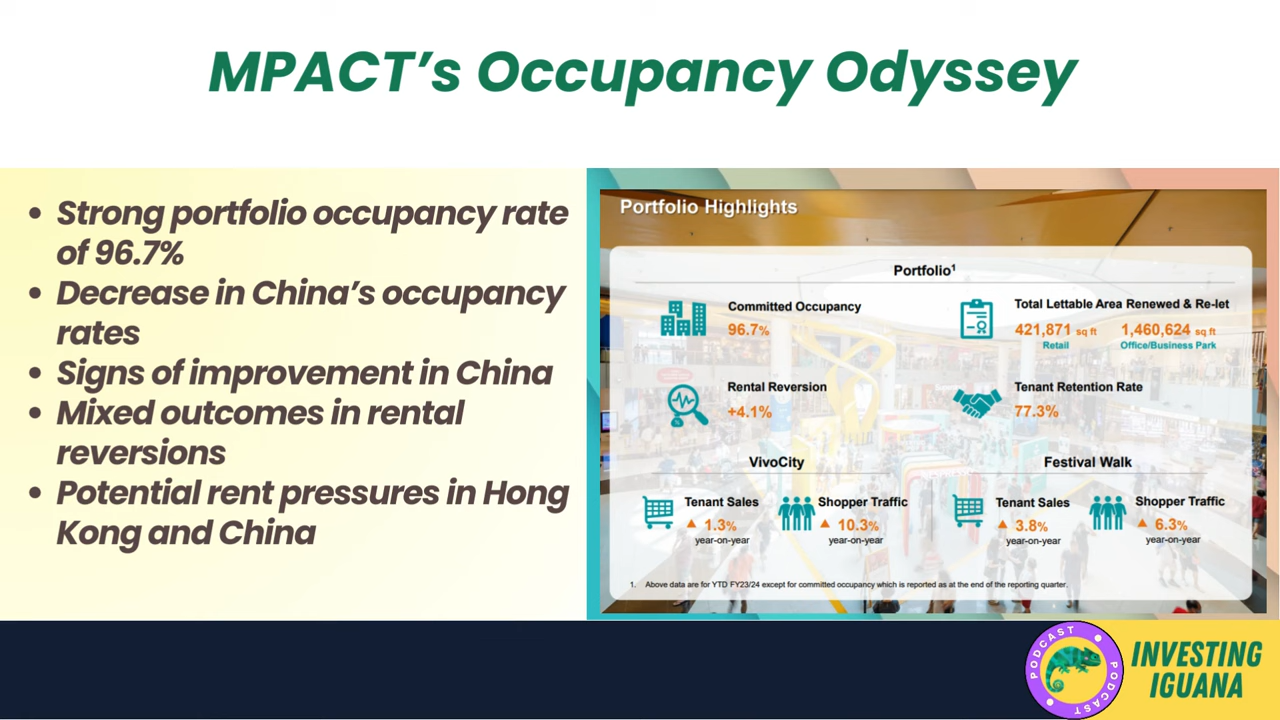 MPACT’s Occupancy Odyssey
• Strong portfolio occupancy rate
of 96.7%
• Decrease in China’s occupancy
rates
• Signs of improvement in China
• Mixed outcomes in rental
reversions
• Potential rent pressures in Hong
Kong and China
Portfolio Highlights
Portfolio¹
Committed Occupancy
96.7%
Total Lettable Area Renewed & Re-let
421,871 sq ft 1,460,624 sq ft
Retail Office/Business Park
Rental Reversion
+4.1%
Tenant Retention Rate
77.3%
VivoCity
Tenant Sales Shopper Traffic
▲ 1.3% ▲ 10.3%
year-on-year year-on-year
Festival Walk
Tenant Sales Shopper Traffic
▲ 3.8% ▲ 6.3%
year-on-year year-on-year
1. Above data are for YTD FY23/24 except for committed occupancy which is reported as at the end of the reporting quarter.
PODCAST PODCAST
INVESTING
IGUANA